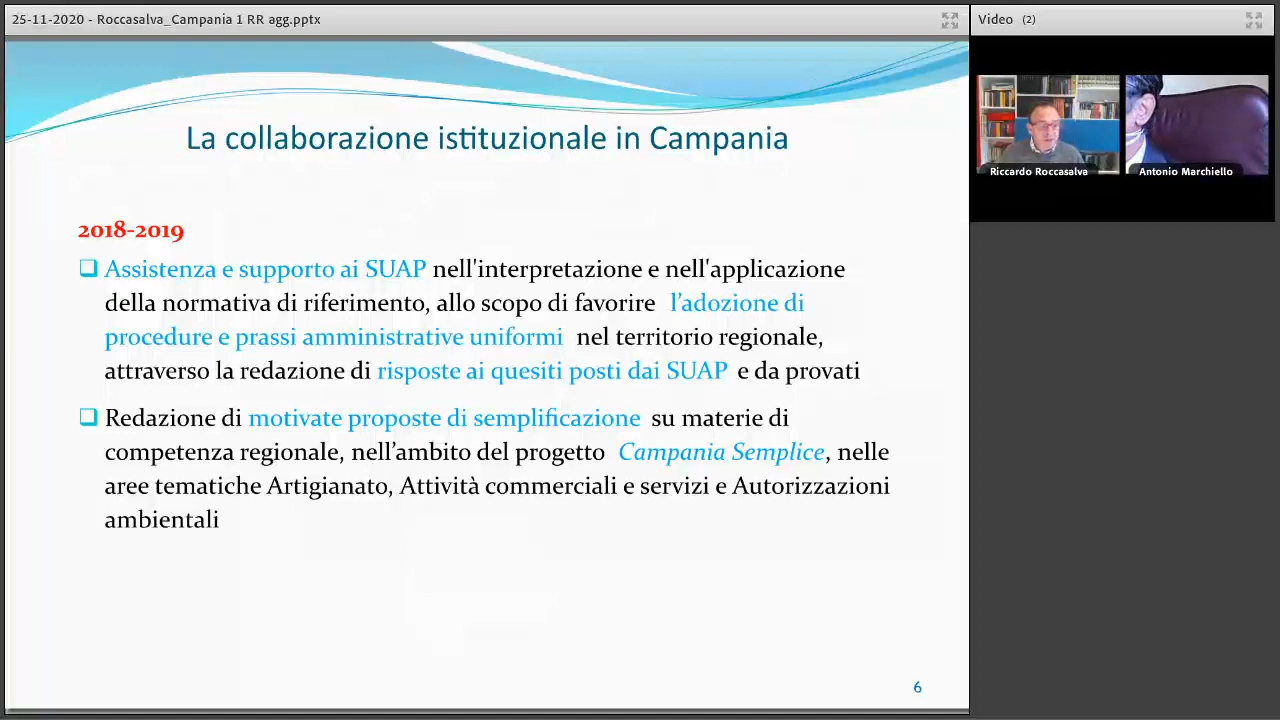 25-11-2020 - Roccasalva_Campania 1 RR agg.pptx
Video (2)
Riccardo Roccasalva
Antonio Marchiello
La collaborazione istituzionale in Campania
2018-2019
Assistenza e supporto ai SUAP nell'interpretazione e nell'applicazione
della normativa di riferimento, allo scopo di favorire l’adozione di
procedure e prassi amministrative uniformi nel territorio regionale,
attraverso la redazione di risposte ai quesiti posti dai SUAP e da provati
Redazione di motivate proposte di semplificazione su materie di
competenza regionale, nell’ambito del progetto Campania Semplice, nelle
aree tematiche Artigianato, Attività commerciali e servizi e Autorizzazioni
ambientali
6